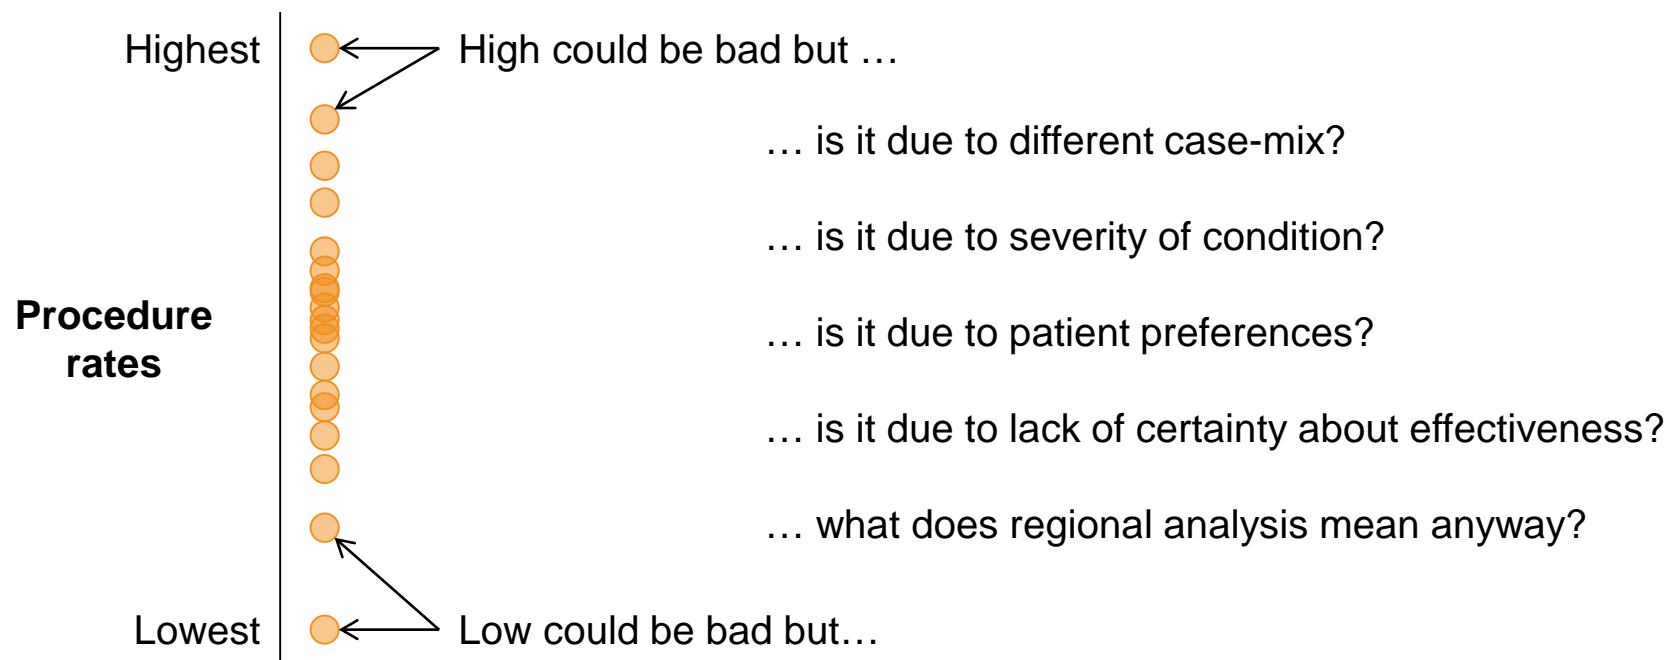 Highest
High could be bad but …
… is it due to different case-mix?
… is it due to severity of condition?
Procedure
rates
… is it due to patient preferences?
… is it due to lack of certainty about effectiveness?
… what does regional analysis mean anyway?
Lowest
Low could be bad but…